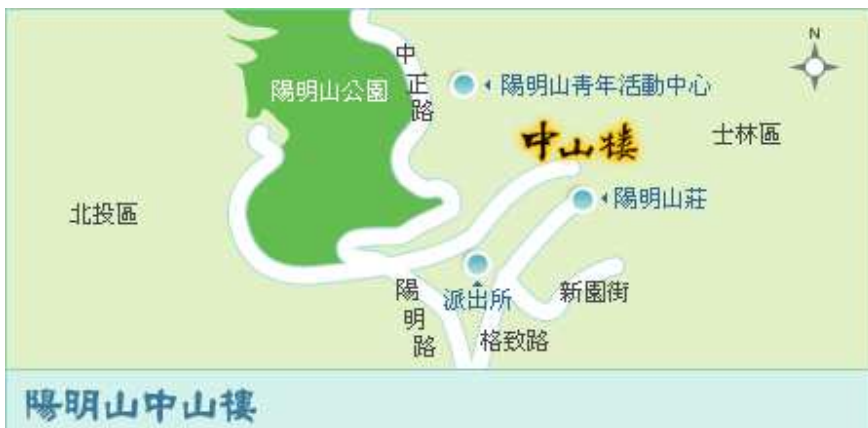 N
中正路
陽明山公園
陽明山青年活動中心
中山樓
士林區
陽明山莊
北投區
陽明路
派出所
新園街
格致路
陽明山中山樓